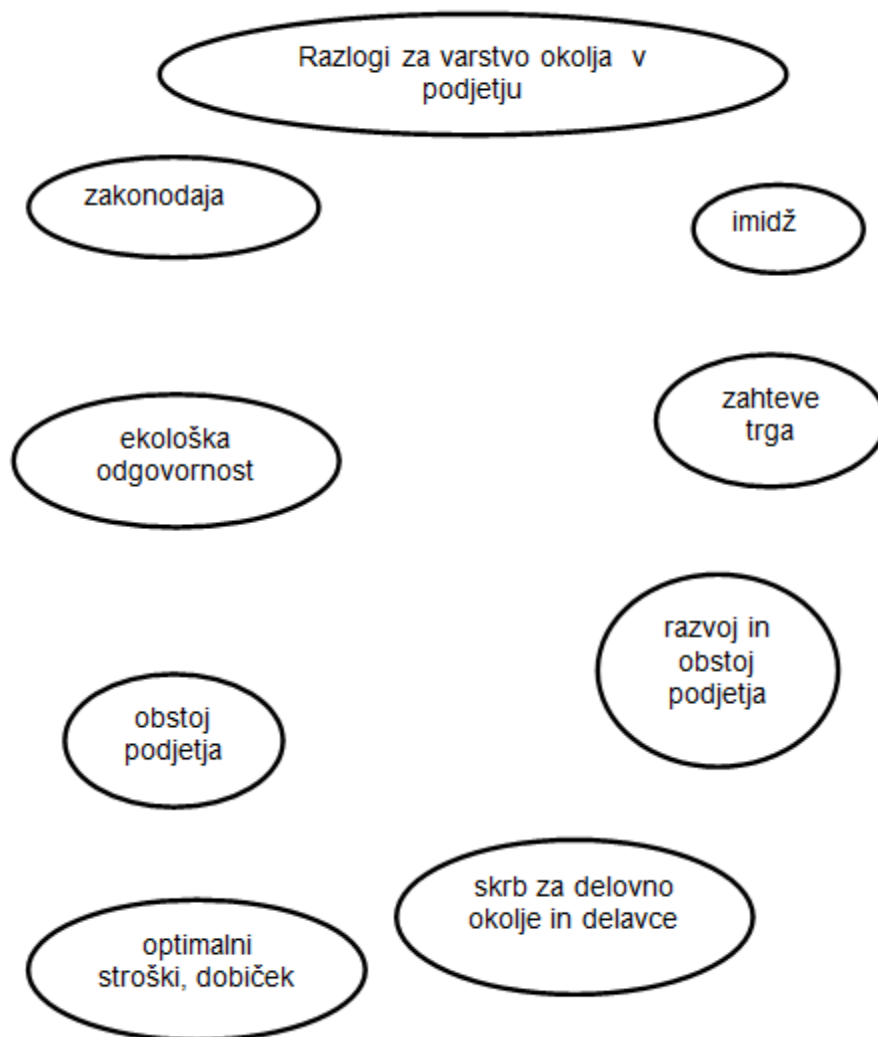 Razlogi za varstvo okolja v
podjetju
zakonodaja
imidž
zahteve
trga
ekološka
odgovornost
razvoj in
obstoj
podjetja
obstoj
podjetja
skrb za delovno
okolje in delavce
optimalni
stroški, dobiček